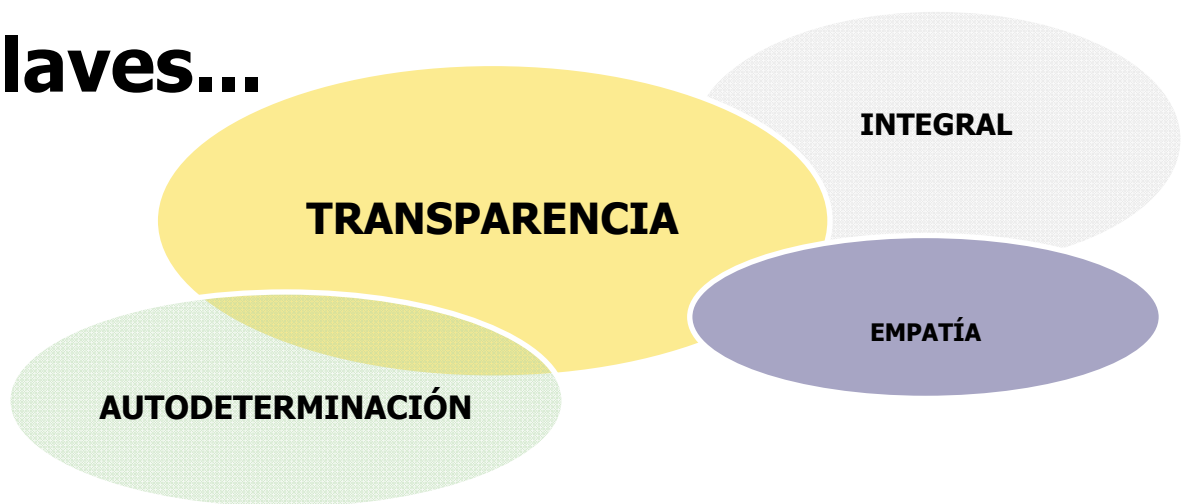 laves...
INTEGRAL
TRANSPARENCIA
EMPATÍA
AUTODETERMINACIÓN